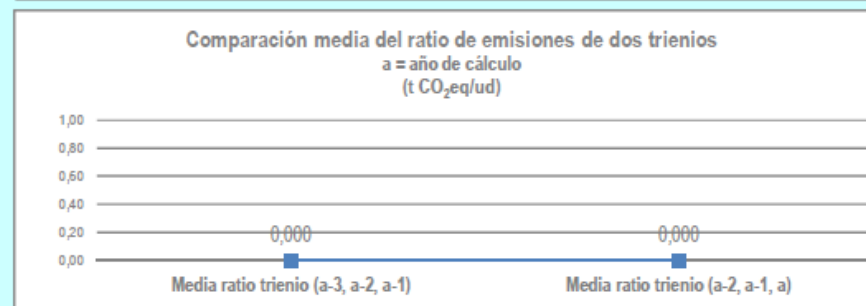 Comparación media del ratio de emisiones de dos trienios
a = año de cálculo
(t CO₂eq/ud)
1,00
0,80
0,60
0,40
0,20
0,00
0,000
0,000
Media ratio trienio (a-3, a-2, a-1)
Media ratio trienio (a-2, a-1, a)